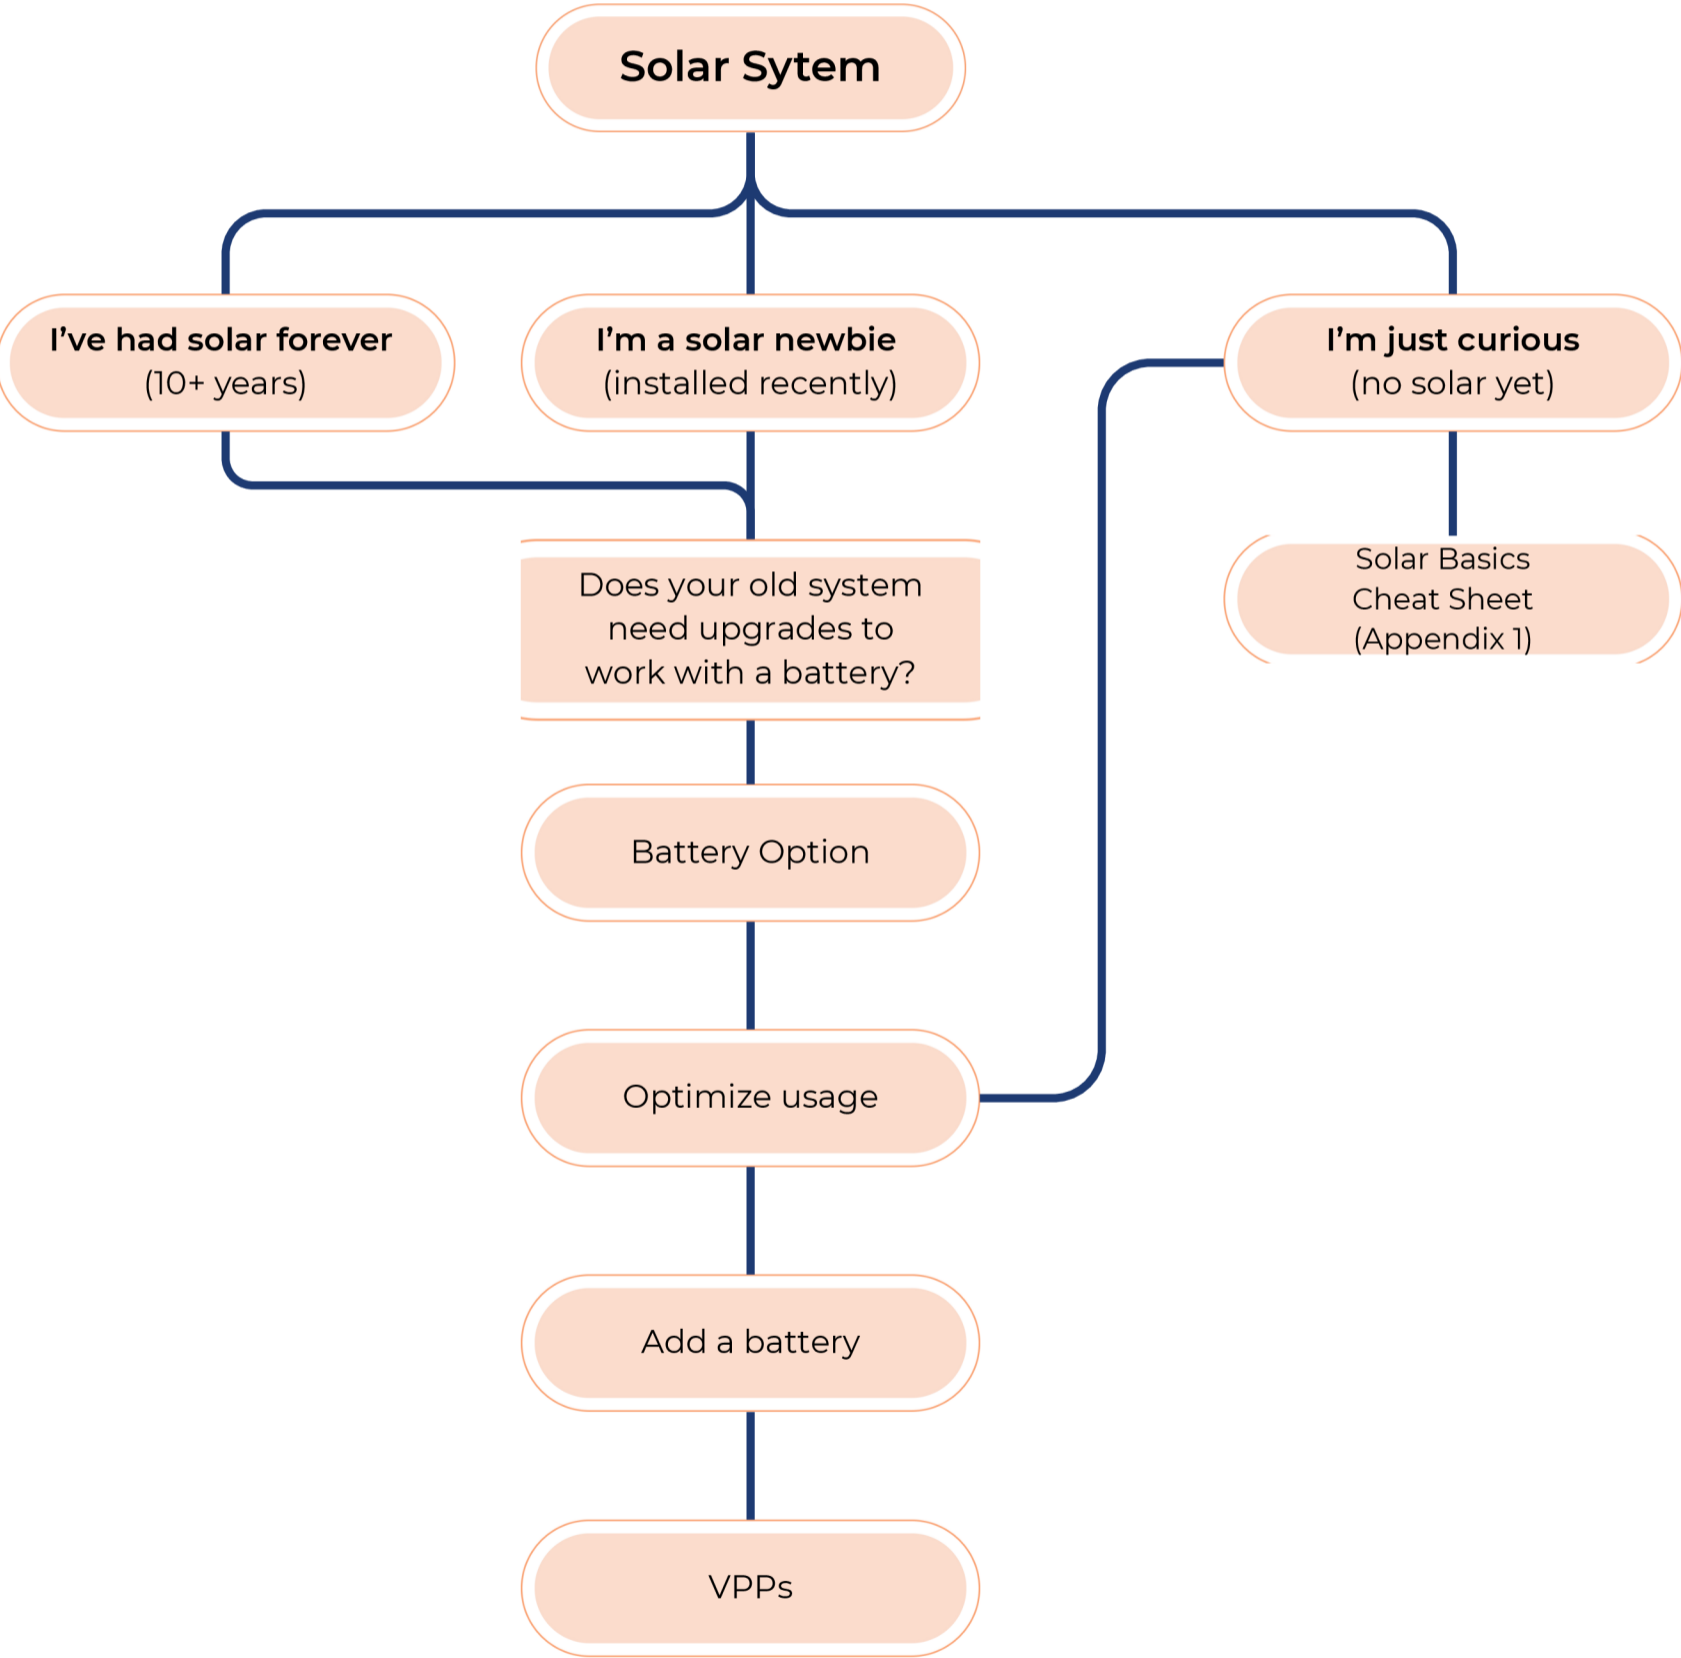 Solar Sytem
I’ve had solar forever
(10+ years)
I’m a solar newbie
(installed recently)
I’m just curious
(no solar yet)
Does your old system
need upgrades to
work with a battery?
Solar Basics
Cheat Sheet
(Appendix 1)
Battery Option
Optimize usage
Add a battery
VPPs